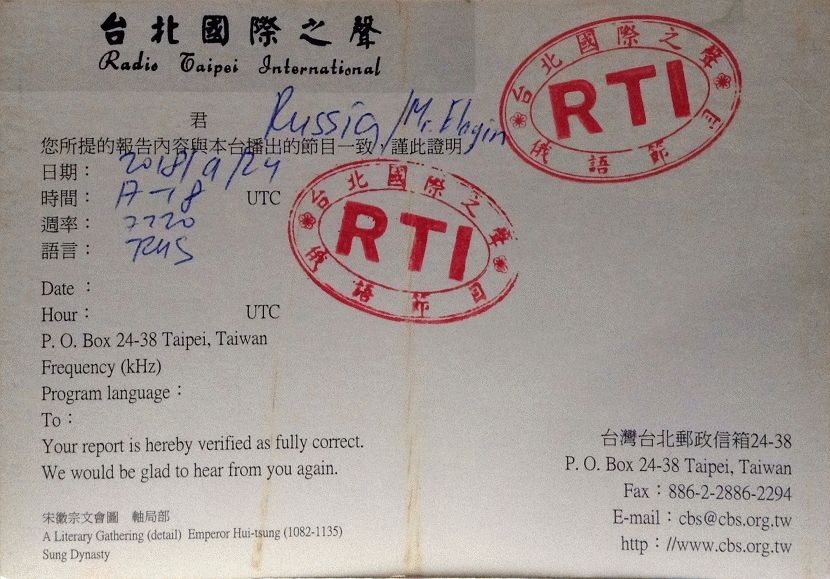 台北國際之聲
Radio Taipei International
台北國際之聲
RTI
俄語節目
君 Russia/Mr. Elagin
您所提的報告內容與本台播出的節目一致，謹此證明
日期： 2018/9/24
時間： 17-18 UTC
週率： 7220
語言： RUS
台北國際之聲
RTI
俄語節目
Date：
Hour： UTC
P. O. Box 24-38 Taipei, Taiwan
Frequency (kHz)
Program language：
To：
Your report is hereby verified as fully correct.
We would be glad to hear from you again.
宋徽宗文會圖　軸局部
A Literary Gathering (detail) Emperor Hui-tsung (1082-1135)
Sung Dynasty
台灣台北郵政信箱24-38
P. O. Box 24-38 Taipei, Taiwan
Fax：886-2-2886-2294
E-mail：cbs@cbs.org.tw
http：//www.cbs.org.tw